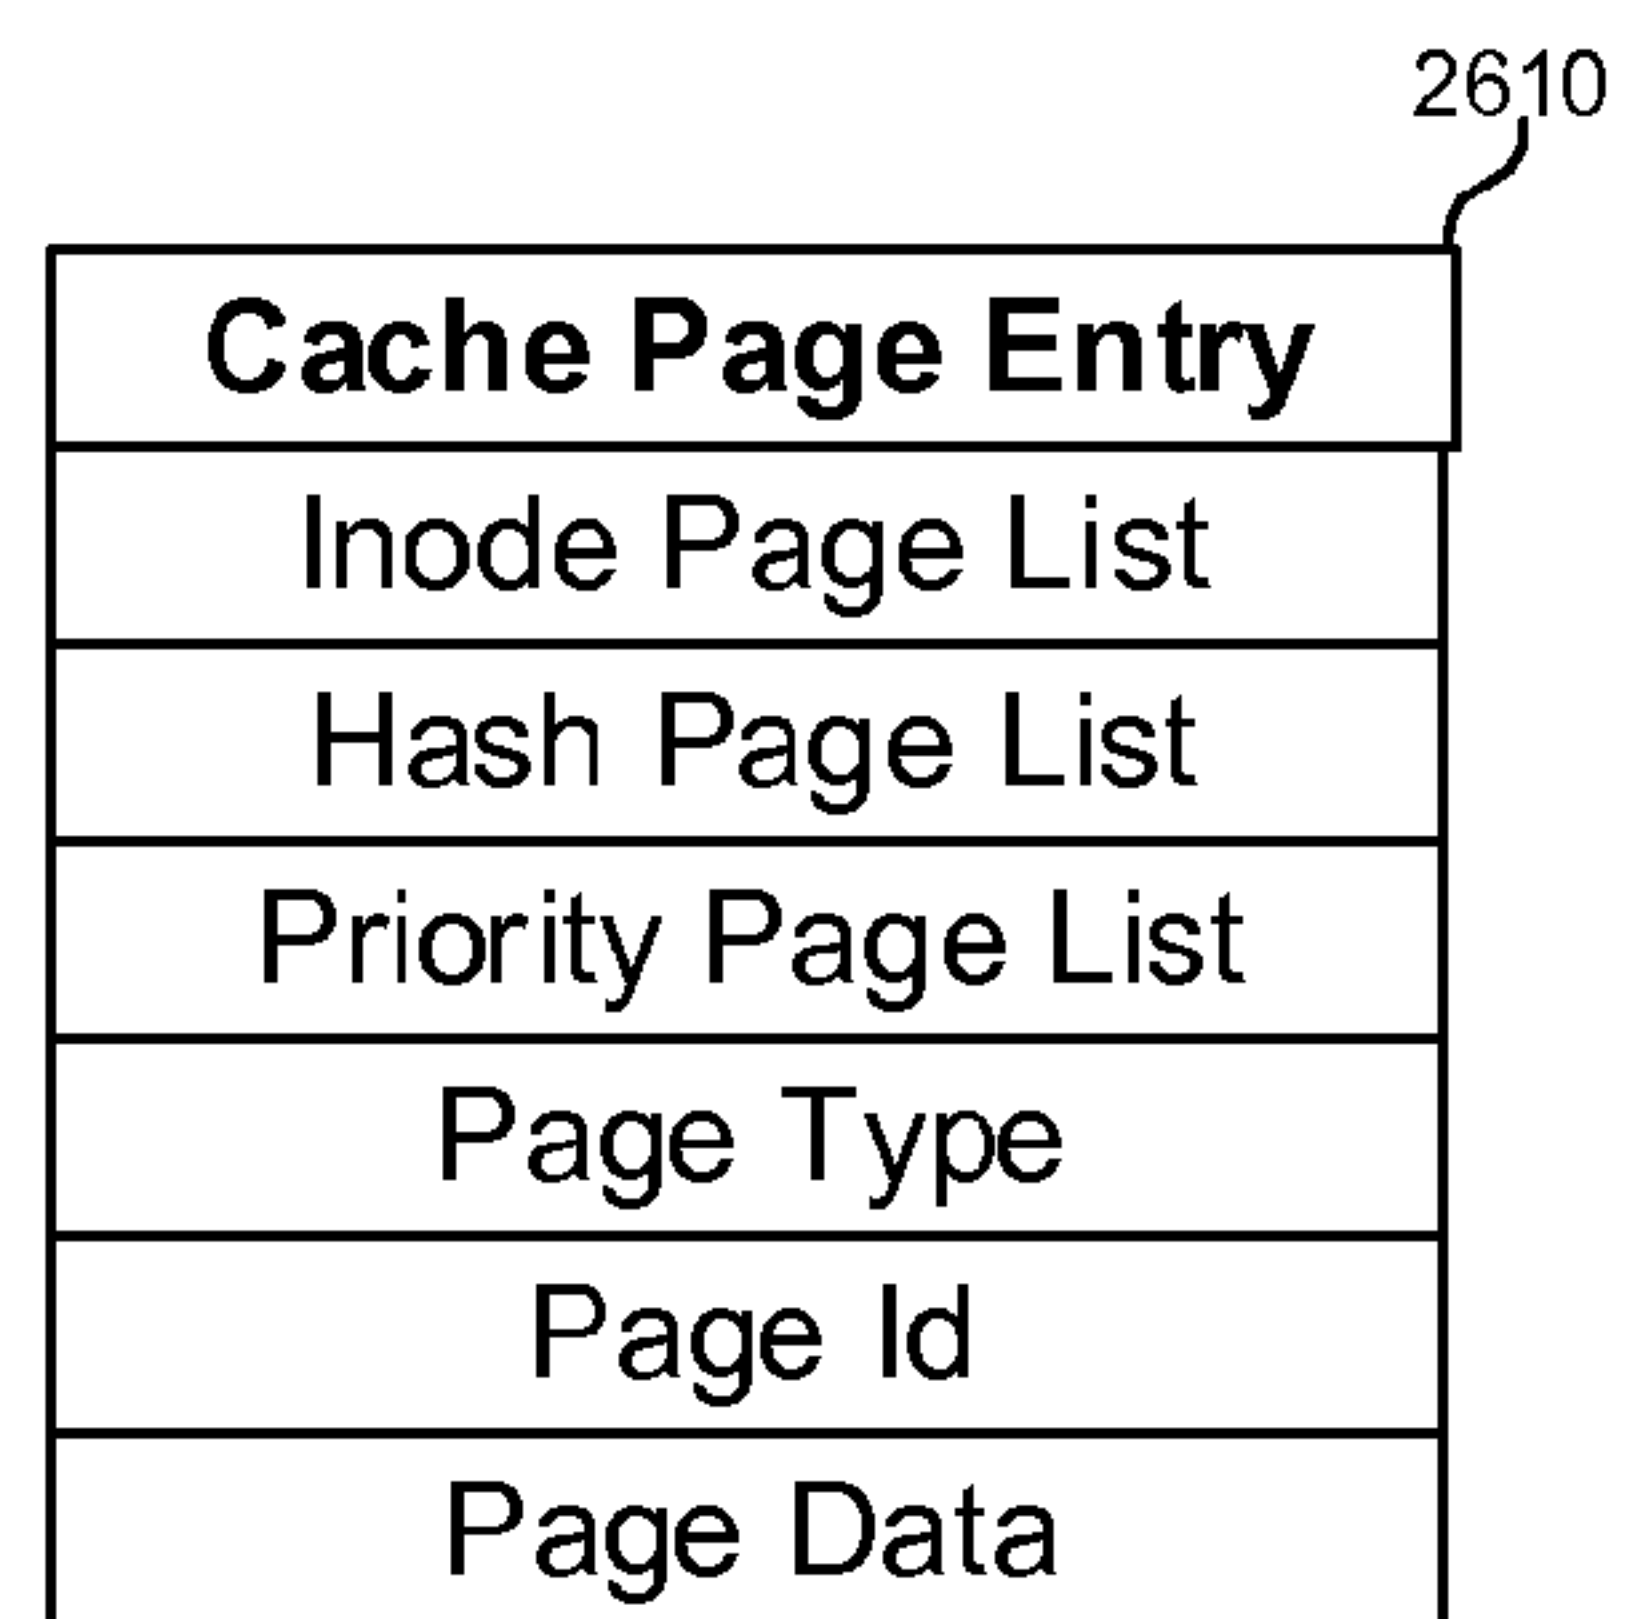 2610
Cache Page Entry
Inode Page List
Hash Page List
Priority Page List
Page Type
Page Id
Page Data